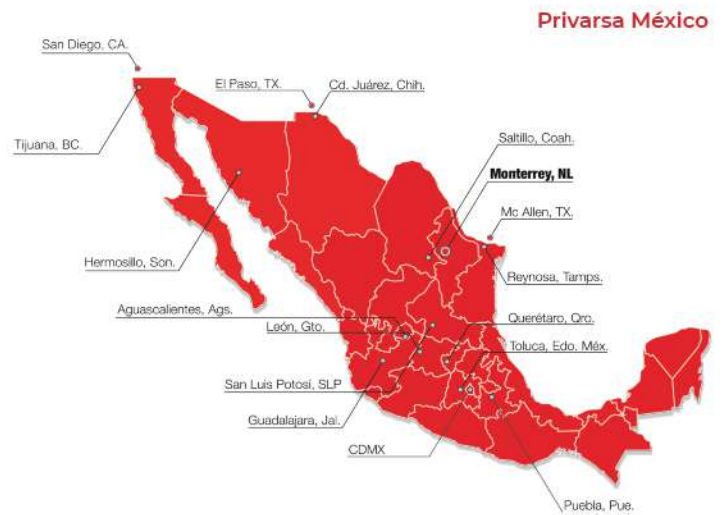 Privarsa México
San Diego, CA.
El Paso, TX.
Cd. Juárez, Chih.
Tijuana, BC.
Saltillo, Coah.
Monterrey, NL
Mc Allen, TX.
Hermosillo, Son.
Reynosa, Tamps.
Aguascalientes, Ags.
León, Gto.
Querétaro, Qro.
Toluca, Edo. Méx.
San Luis Potosí, SLP
Guadalajara, Jal.
CDMX
Puebla, Pue.